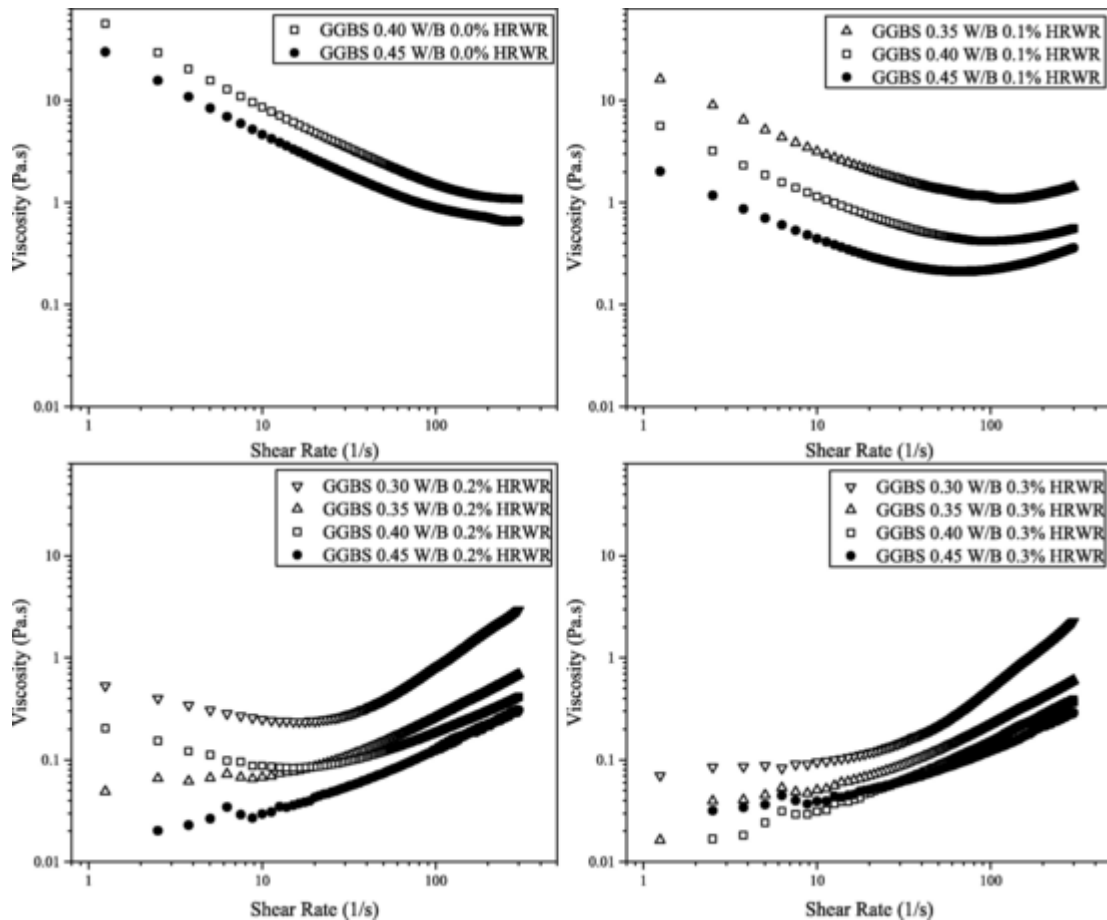 GGBS 0.40 W/B 0.0% HRWR
GGBS 0.45 W/B 0.0% HRWR
10
1
0.1
0.01
Viscosity (Pa.s)
1
10
100
Shear Rate (1/s)
GGBS 0.35 W/B 0.1% HRWR
GGBS 0.40 W/B 0.1% HRWR
GGBS 0.45 W/B 0.1% HRWR
10
1
0.1
0.01
Viscosity (Pa.s)
1
10
100
Shear Rate (1/s)
GGBS 0.30 W/B 0.2% HRWR
GGBS 0.35 W/B 0.2% HRWR
GGBS 0.40 W/B 0.2% HRWR
GGBS 0.45 W/B 0.2% HRWR
10
1
0.1
0.01
Viscosity (Pa.s)
1
10
100
Shear Rate (1/s)
GGBS 0.30 W/B 0.3% HRWR
GGBS 0.35 W/B 0.3% HRWR
GGBS 0.40 W/B 0.3% HRWR
GGBS 0.45 W/B 0.3% HRWR
10
1
0.1
0.01
Viscosity (Pa.s)
1
10
100
Shear Rate (1/s)